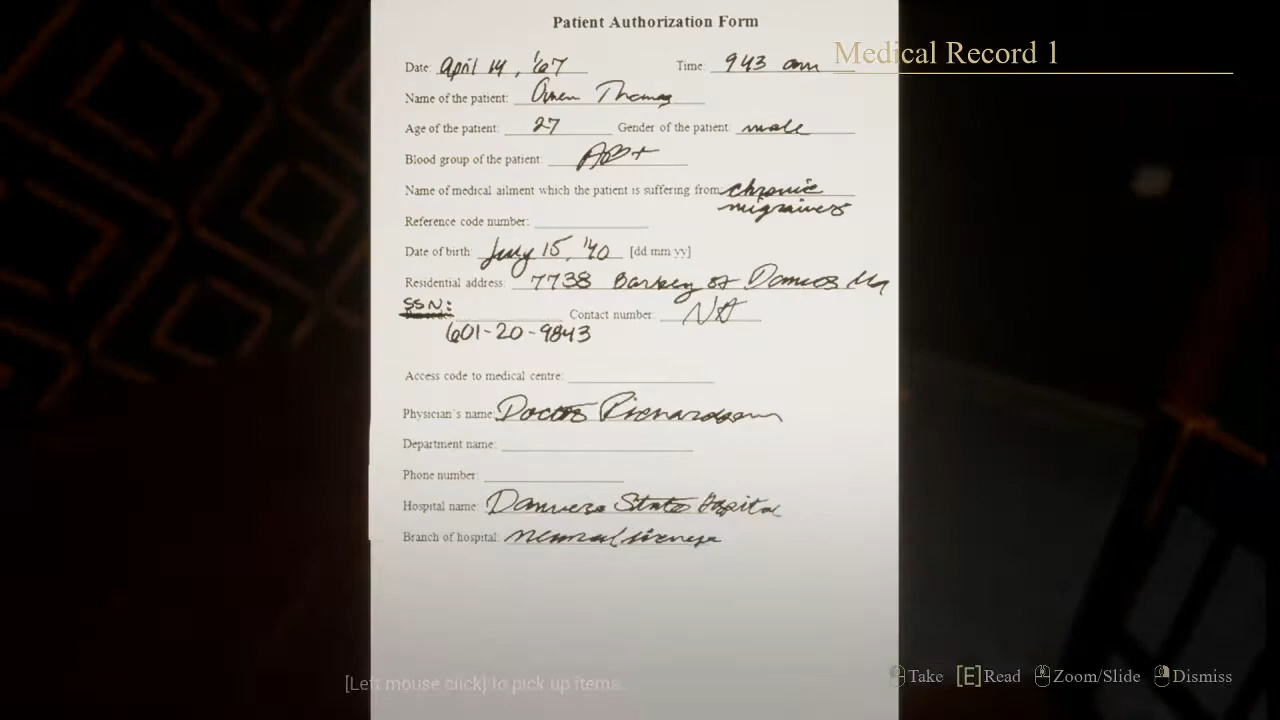 Patient Authorization Form
Medical Record 1
Date: April 14, '67 Time: 943 am
Name of the patient: Owen Thomas
Age of the patient: 27 Gender of the patient: male
Blood group of the patient: AB+
Name of medical ailment which the patient is suffering from chronic
migraines
Reference code number:
Date of birth: July 15, '40 [dd mm yy]
Residential address: 7738 St Danvers Ma
SSN:
Contact number: NA
601-20-9843
Access code to medical centre:
Physician's name: Doctor Richardson
Department name:
Phone number:
Hospital name: Danvers State Hospital
Branch of hospital:
[Left mouse click] to pick up items.
Take [E]Read Zoom/Slide Dismiss